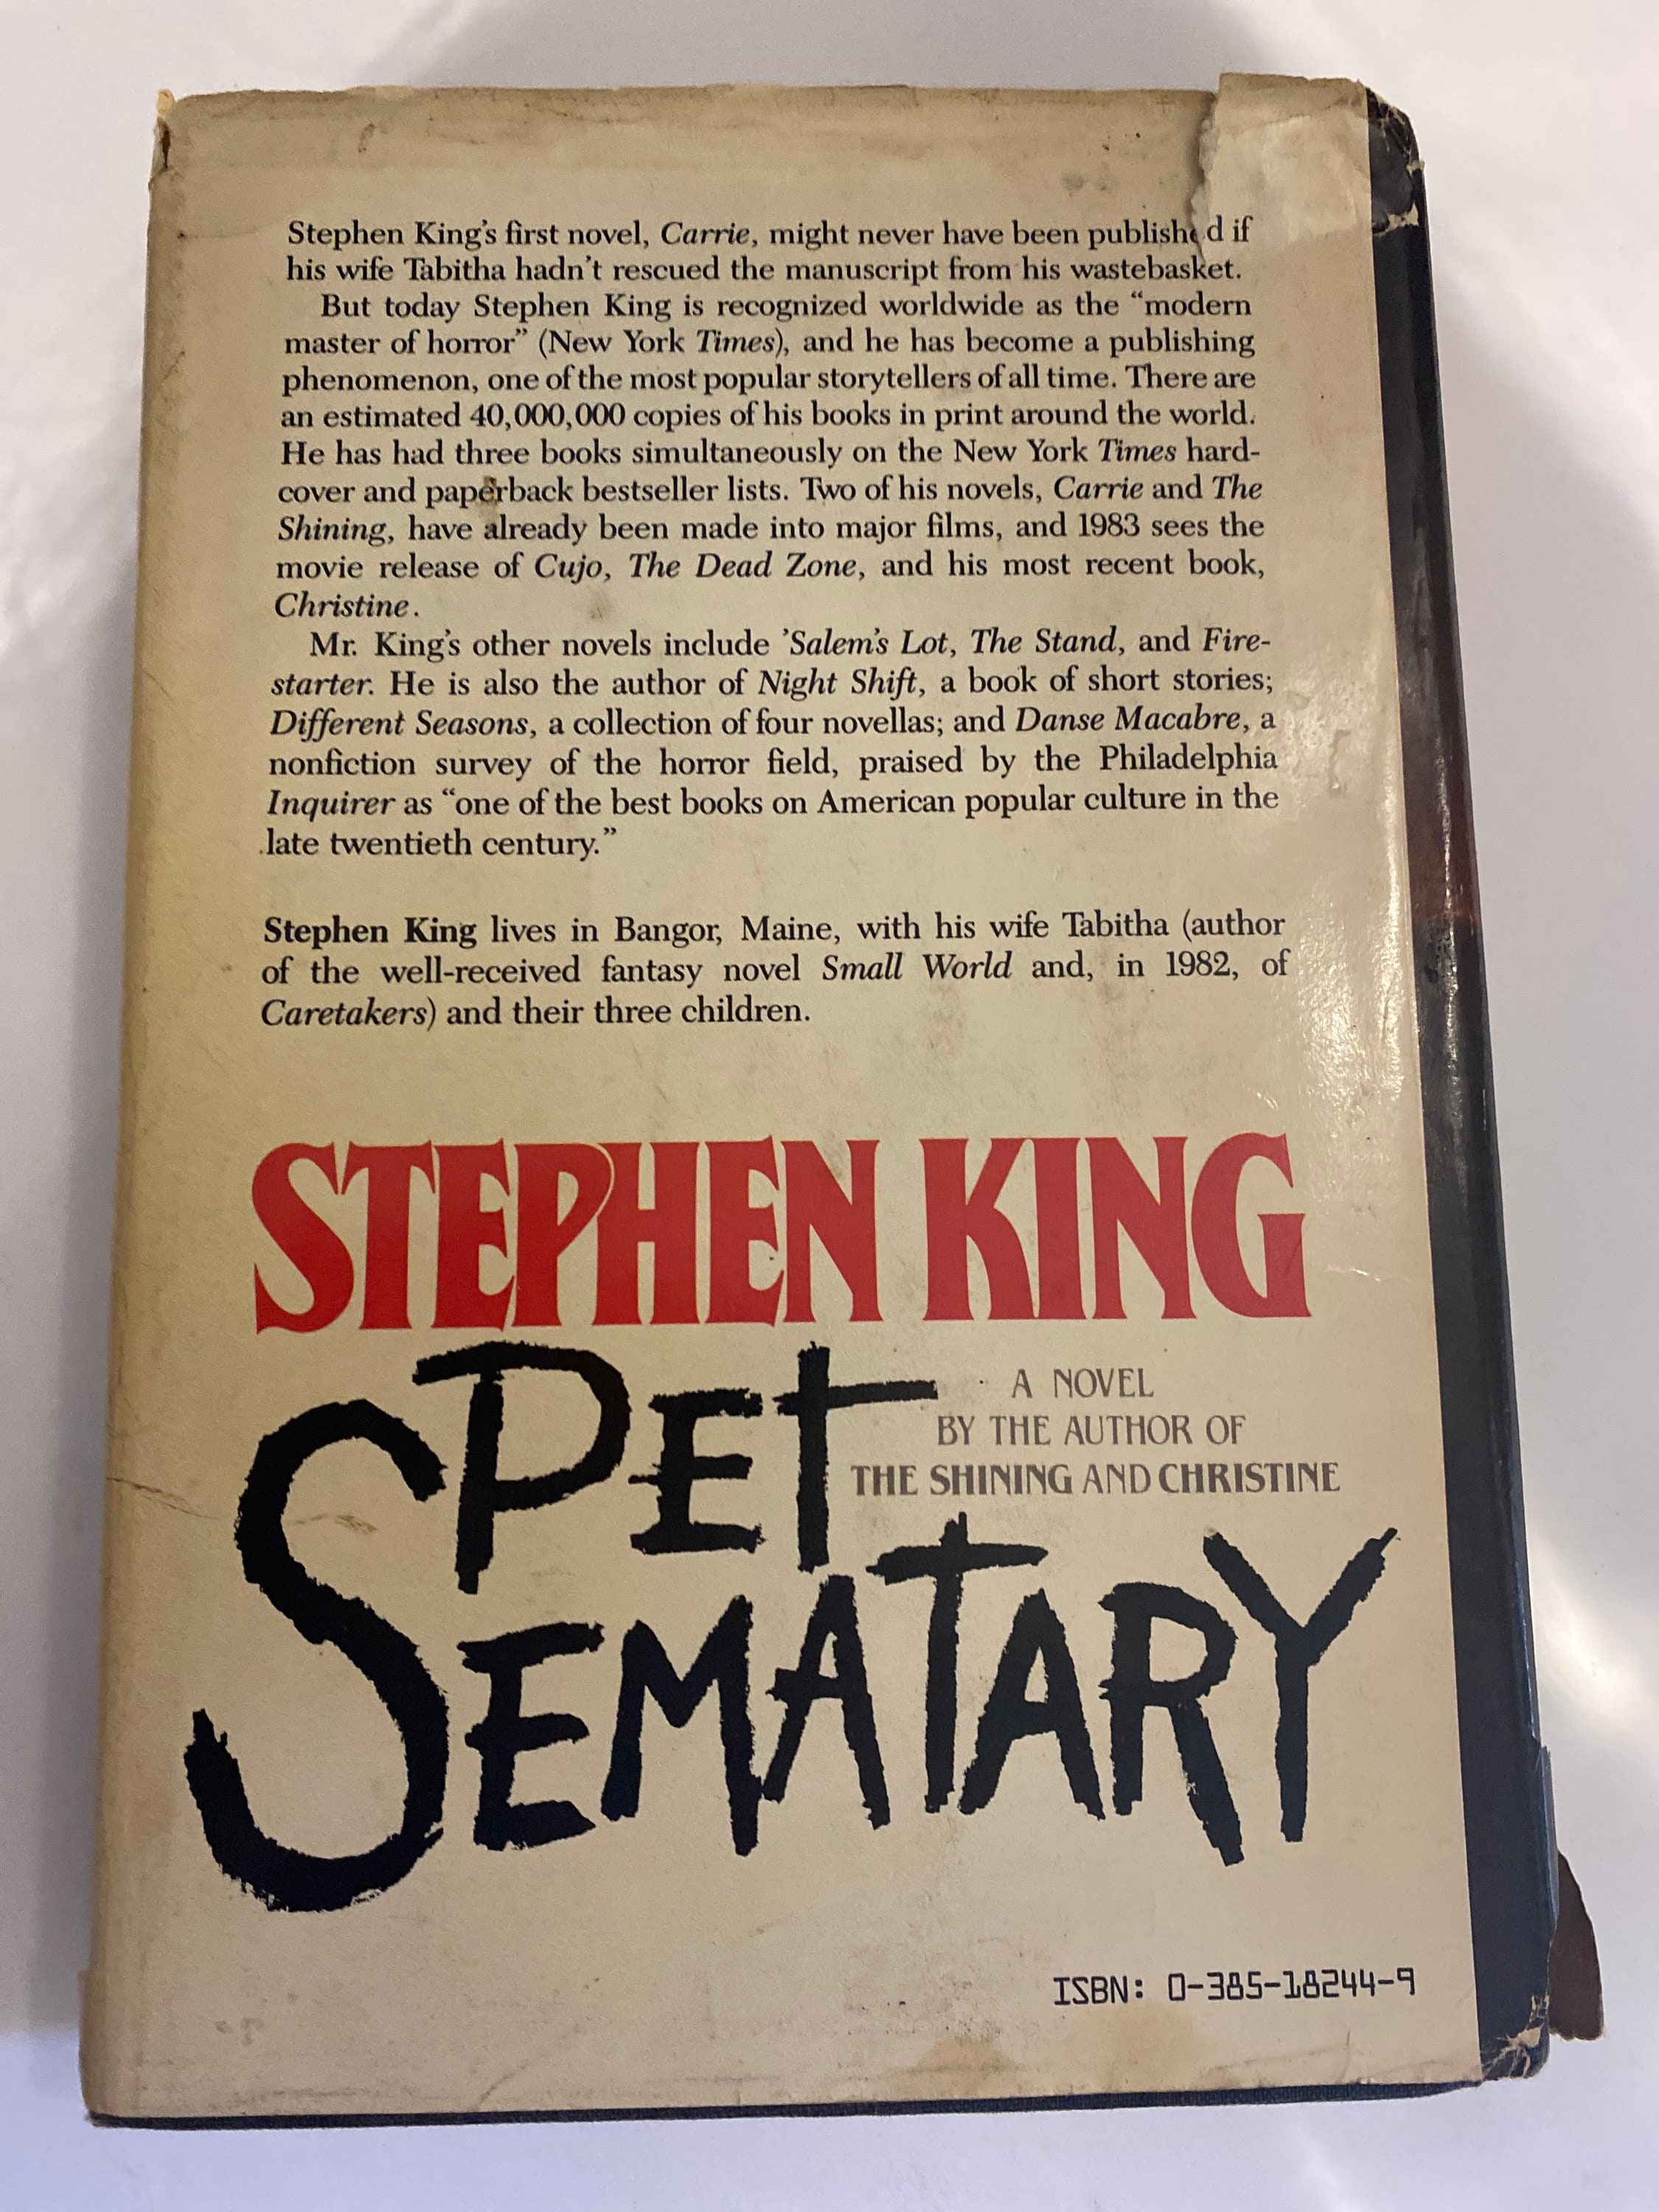 Stephen King's first novel, Carrie, might never have been published if
his wife Tabitha hadn't rescued the manuscript from his wastebasket.
But today Stephen King is recognized worldwide as the “modern
master of horror” (New York Times), and he has become a publishing
phenomenon, one of the most popular storytellers of all time. There are
an estimated 40,000,000 copies of his books in print around the world.
He has had three books simultaneously on the New York Times hard-
cover and paperback bestseller lists. Two of his novels, Carrie and The
Shining, have already been made into major films, and 1983 sees the
movie release of Cujo, The Dead Zone, and his most recent book,
Christine.
Mr. King's other novels include 'Salem's Lot, The Stand, and Fire-
starter. He is also the author of Night Shift, a book of short stories;
Different Seasons, a collection of four novellas; and Danse Macabre, a
nonfiction survey of the horror field, praised by the Philadelphia
Inquirer as “one of the best books on American popular culture in the
late twentieth century.”
Stephen King lives in Bangor, Maine, with his wife Tabitha (author
of the well-received fantasy novel Small World and, in 1982, of
Caretakers) and their three children.
STEPHEN KING
PET
A NOVEL
BY THE AUTHOR OF
THE SHINING AND CHRISTINE
SEMATARY
ISBN: 0-385-18244-9